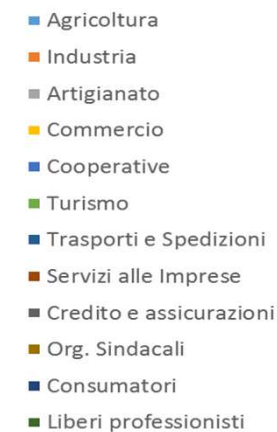 Agricoltura
Industria
Artigianato
Commercio
Cooperative
Turismo
Trasporti e Spedizioni
Servizi alle Imprese
Credito e assicurazioni
Org. Sindacali
Consumatori
Liberi professionisti